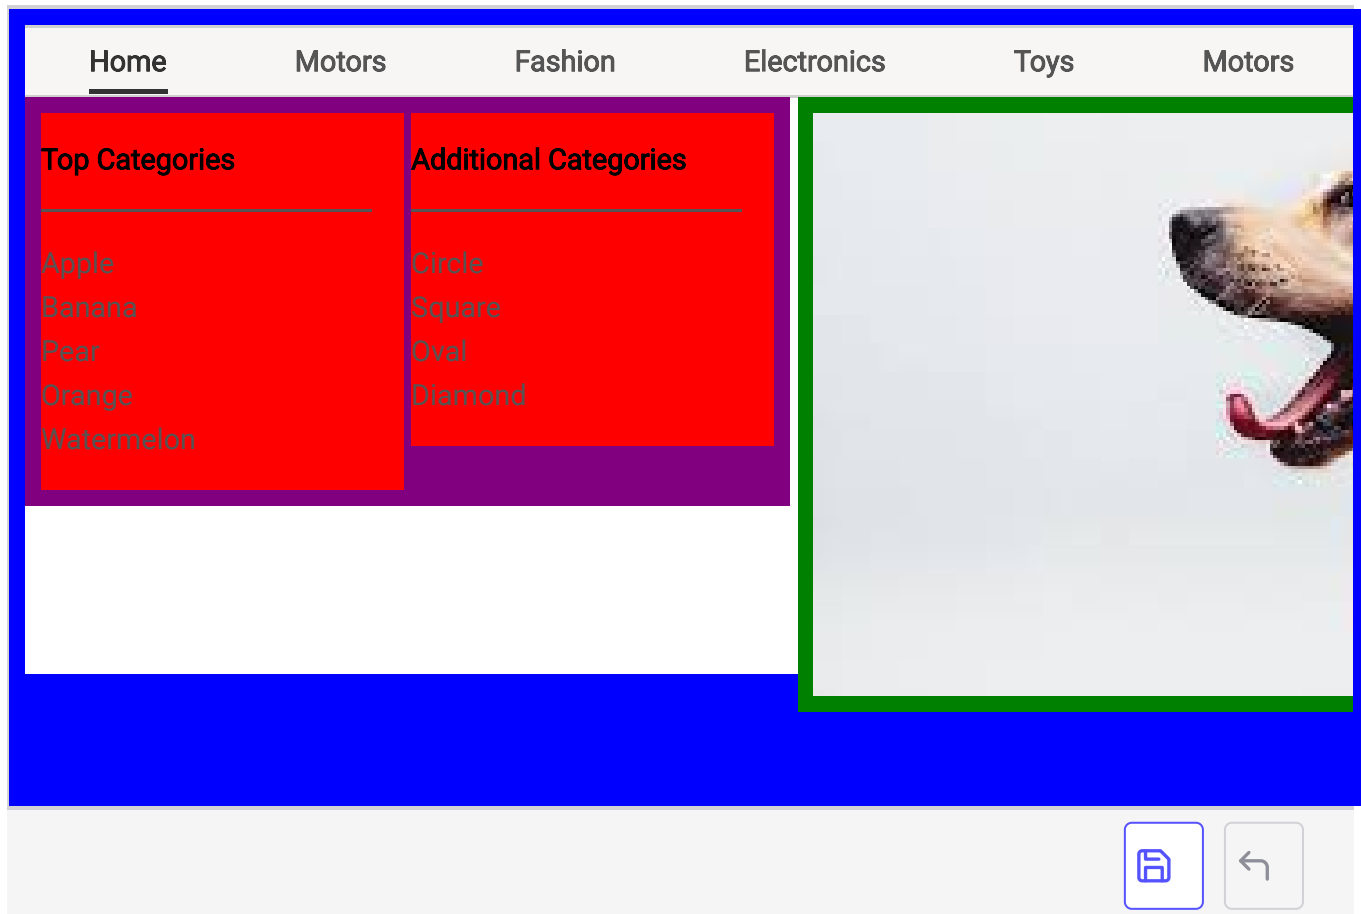 Home Motors Fashion Electronics Toys Motors
Top Categories
Apple
Banana
Pear
Orange
Watermelon
Additional Categories
Circle
Square
Oval
Diamond